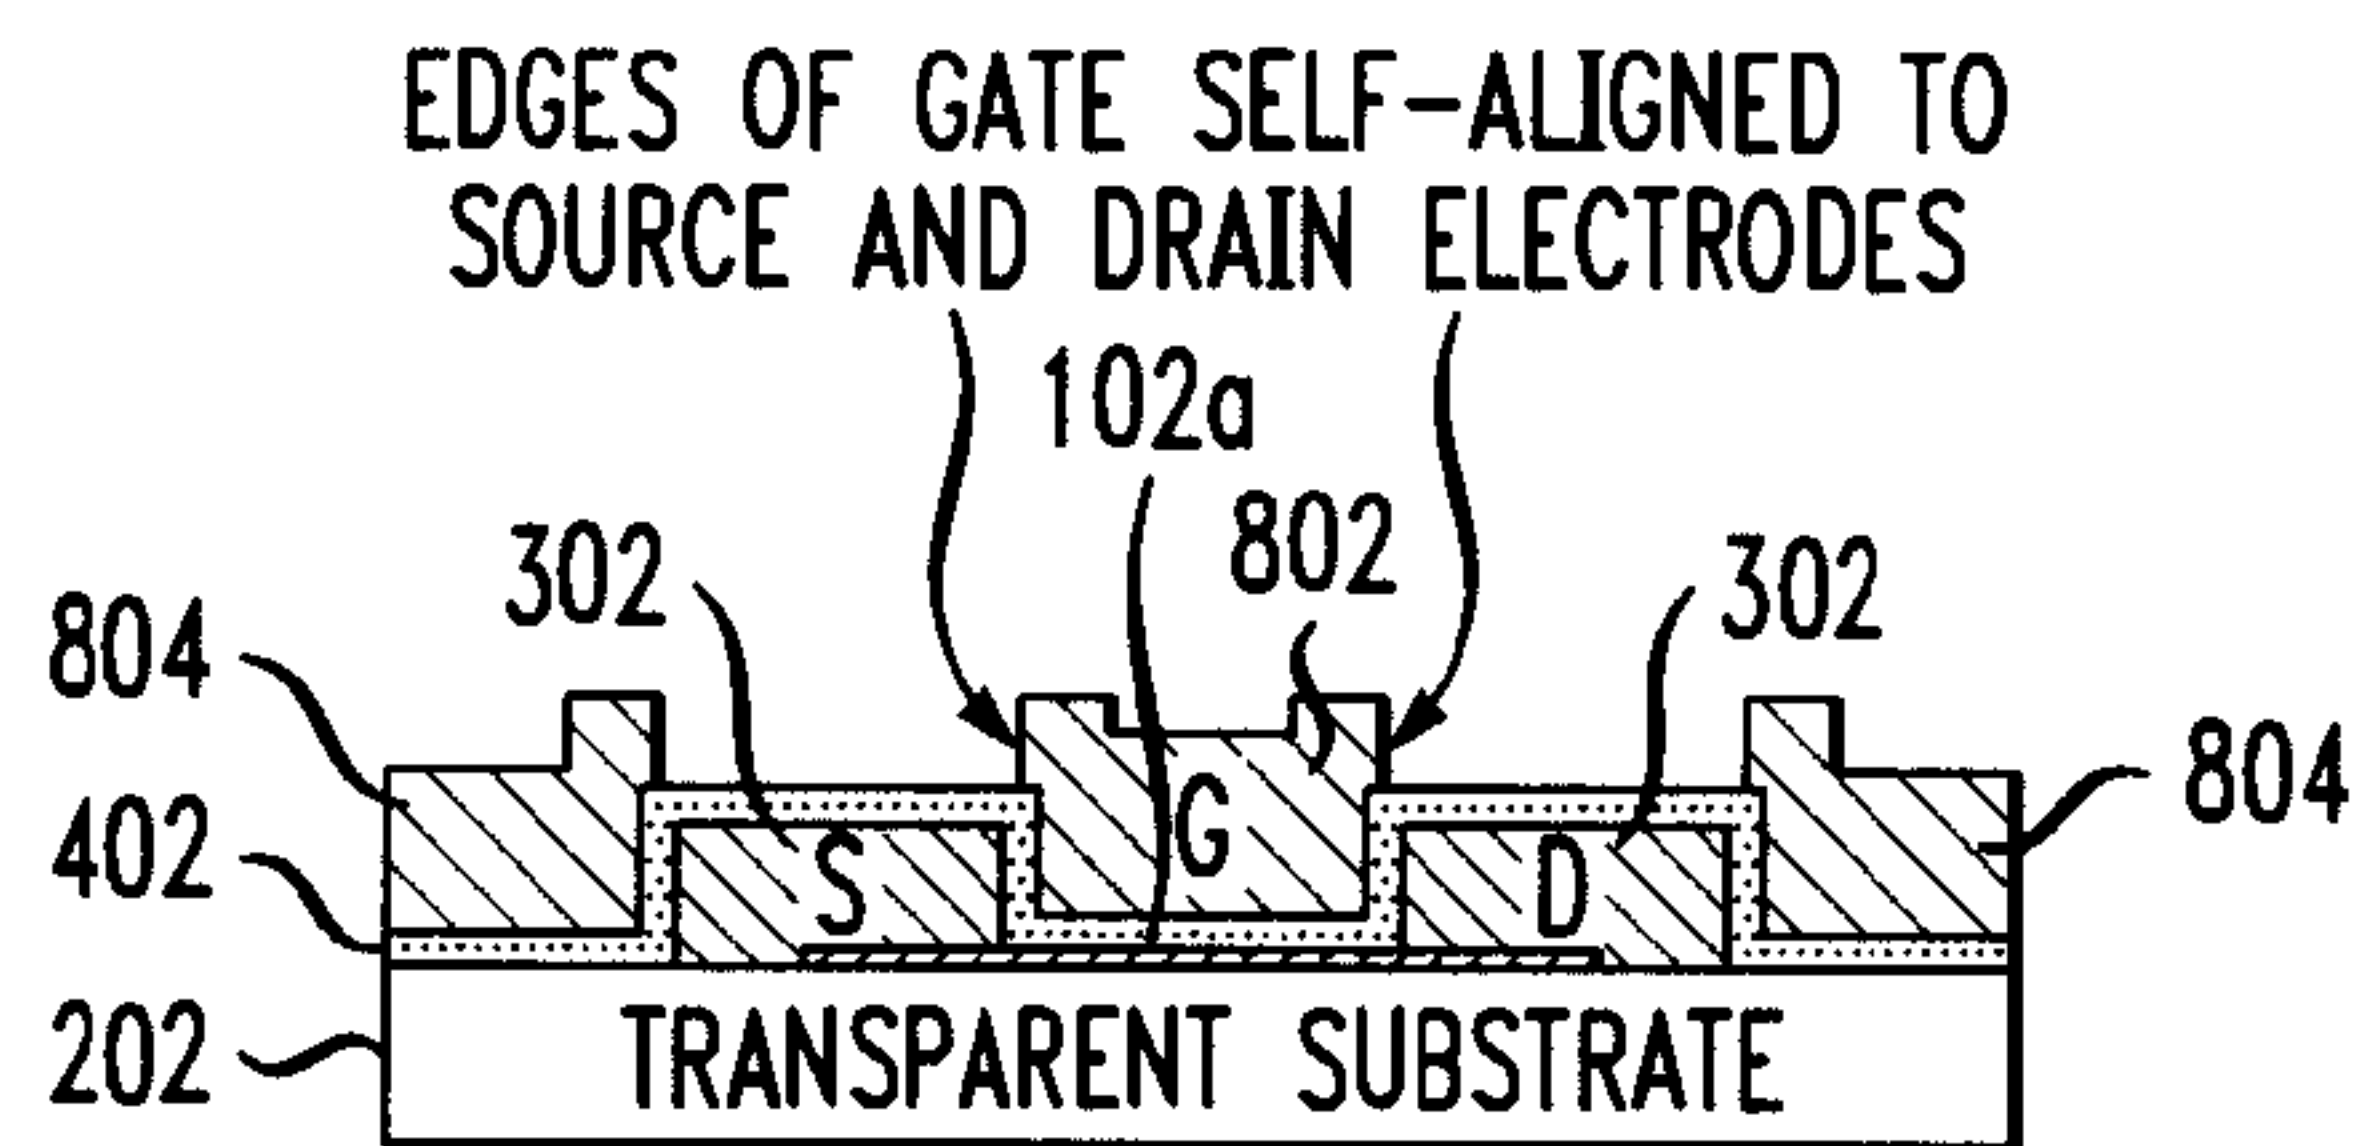 EDGES OF GATE SELF-ALIGNED TO
SOURCE AND DRAIN ELECTRODES
102a
802
302
302
804
804
G
S
D
402
202
TRANSPARENT SUBSTRATE